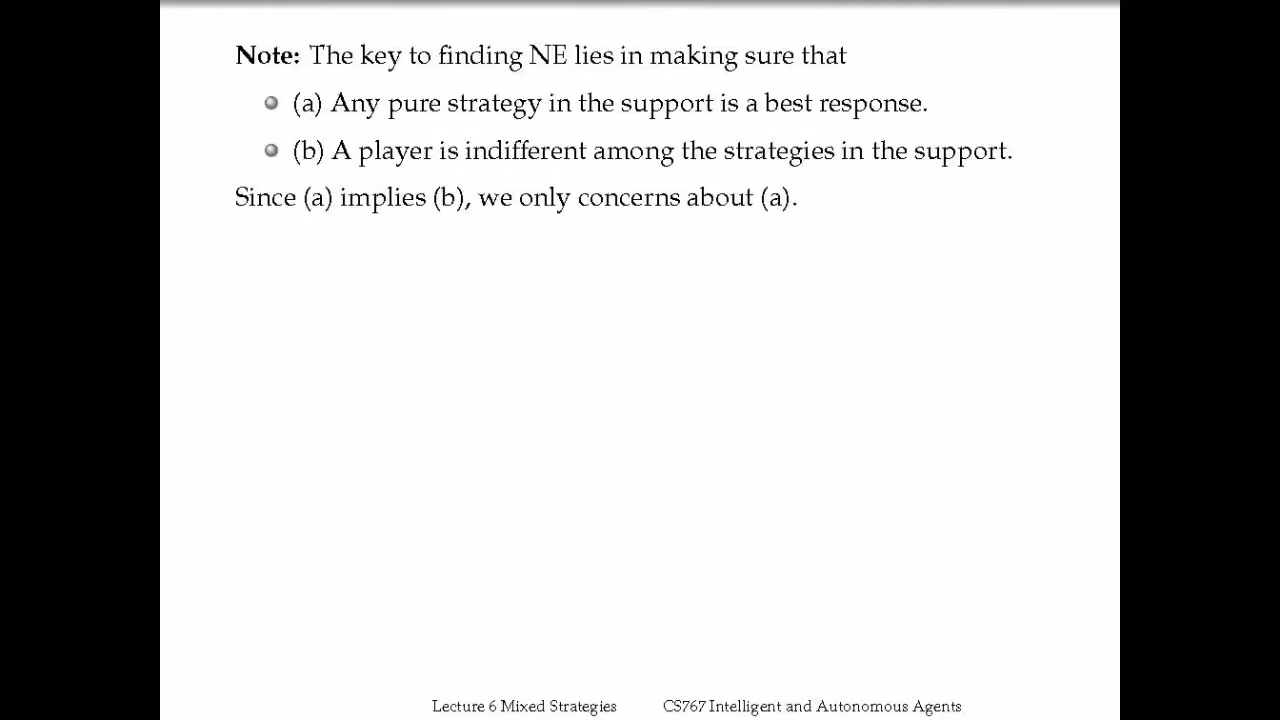 Note: The key to finding NE lies in making sure that
(a) Any pure strategy in the support is a best response.
(b) A player is indifferent among the strategies in the support.
Since (a) implies (b), we only concerns about (a).
Lecture 6 Mixed Strategies CS767 Intelligent and Autonomous Agents